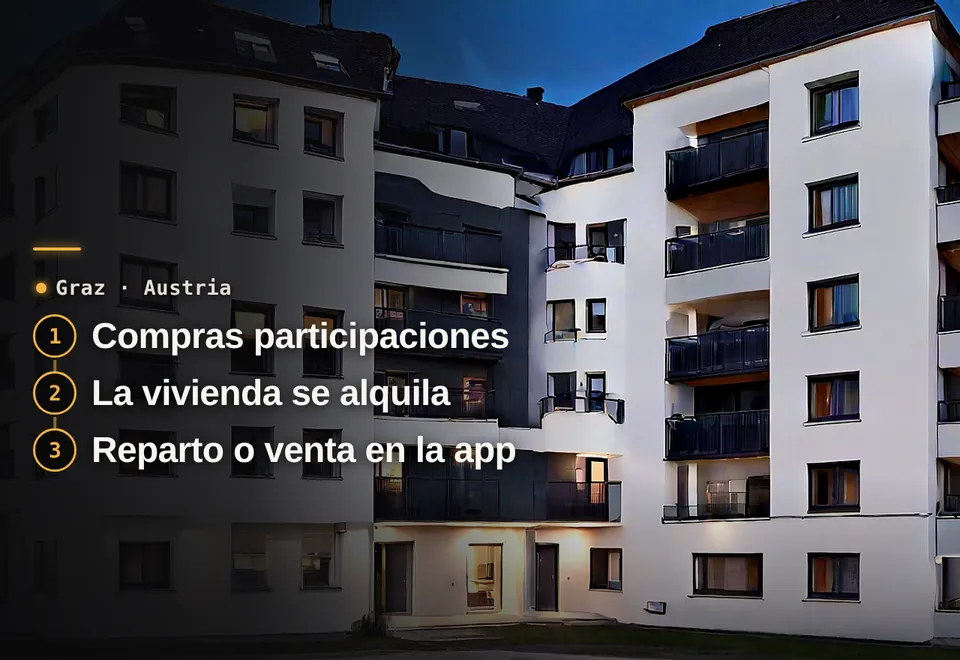 Graz · Austria
1 Compras participaciones
2 La vivienda se alquila
3 Reparto o venta en la app